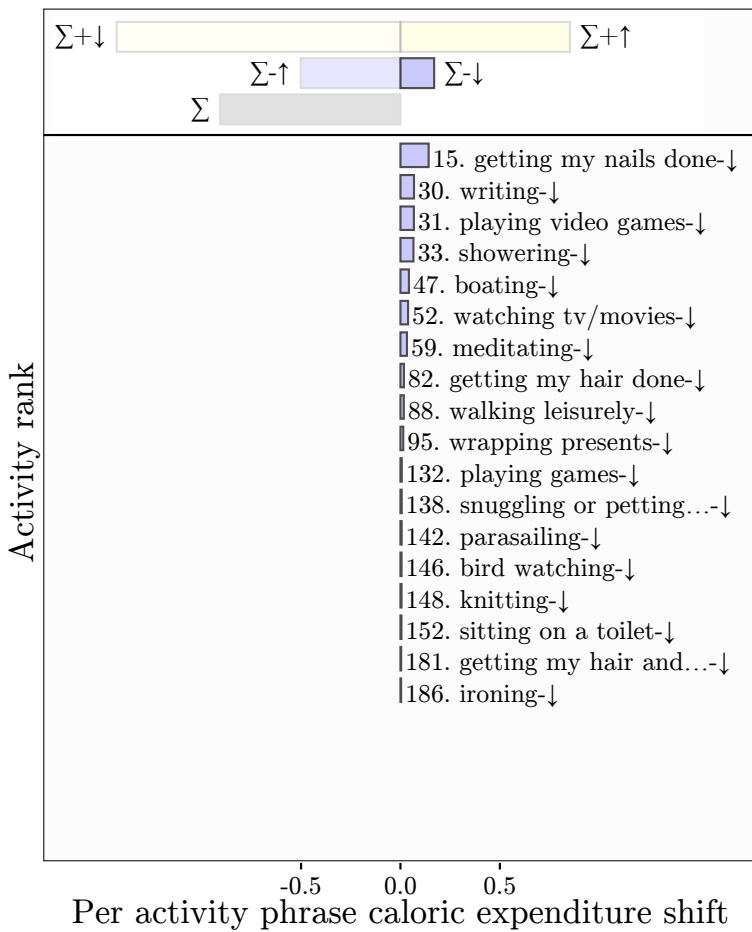 ∑+↓ ∑+↑
∑-↑ ∑-↓
∑
15. getting my nails done-↓
30. writing-↓
31. playing video games-↓
33. showering-↓
47. boating-↓
52. watching tv/movies-↓
59. meditating-↓
82. getting my hair done-↓
88. walking leisurely-↓
95. wrapping presents-↓
132. playing games-↓
138. snuggling or petting…-↓
142. parasailing-↓
146. bird watching-↓
148. knitting-↓
152. sitting on a toilet-↓
181. getting my hair and…-↓
186. ironing-↓
Activity rank
-0.5 0.0 0.5
Per activity phrase caloric expenditure shift